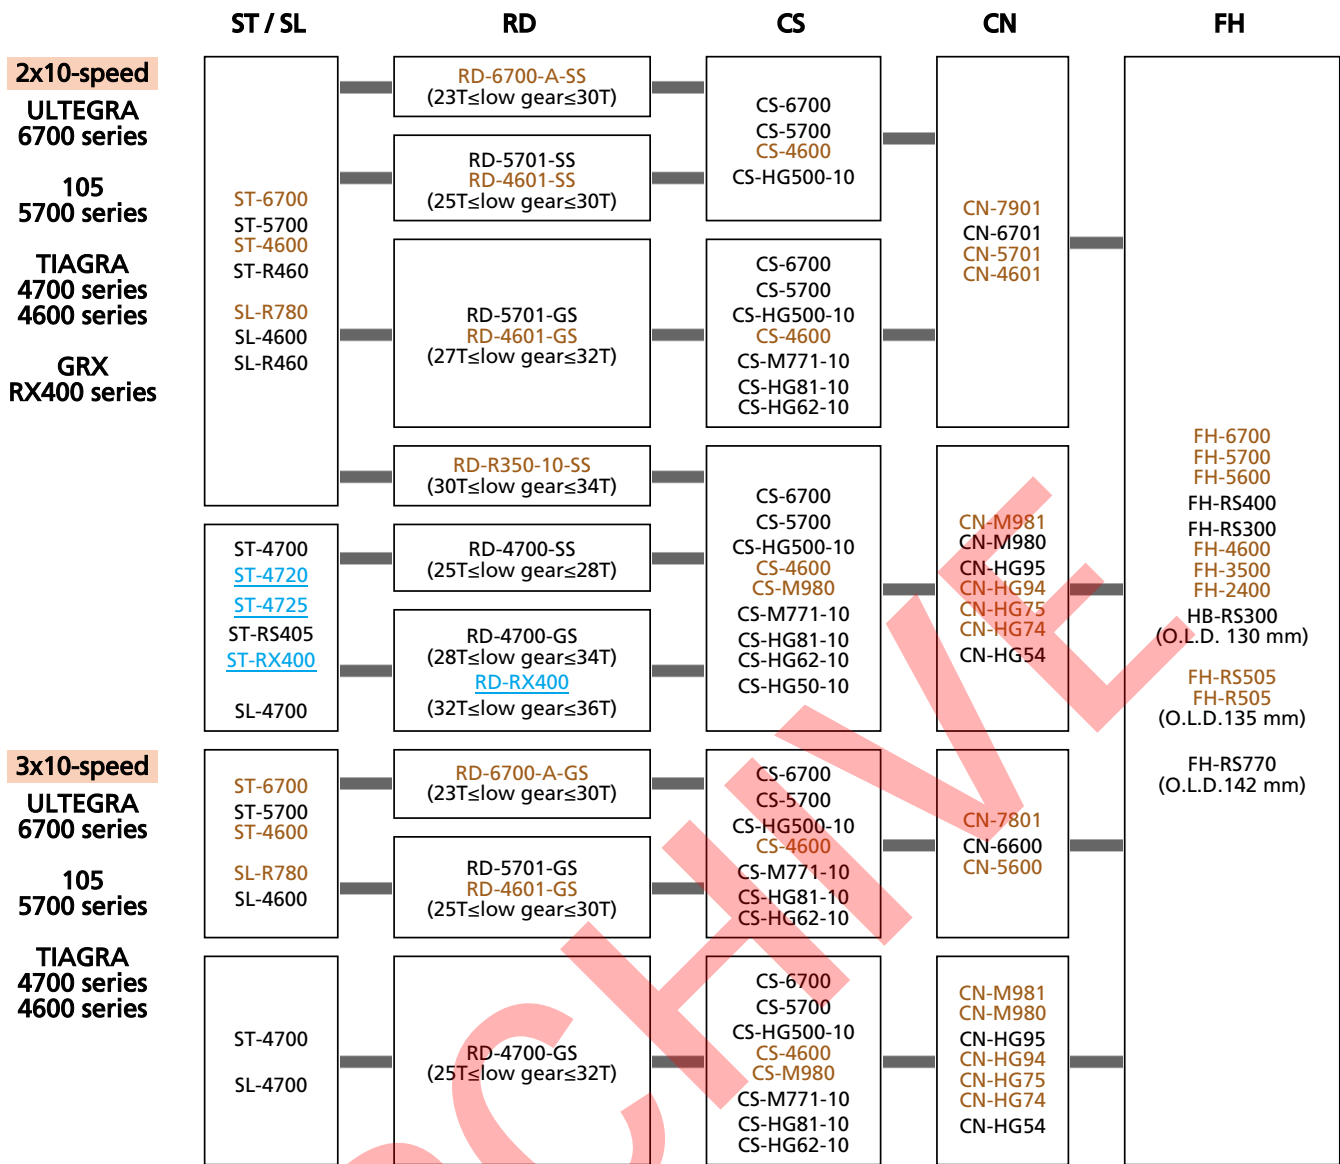 ST / SL
RD
CS
CN
FH
2x10-speed
ULTEGRA
6700 series
105
5700 series
TIAGRA
4700 series
4600 series
GRX
RX400 series
ST-6700
ST-5700
ST-4600
ST-R460
SL-R780
SL-4600
SL-R460
RD-6700-A-SS
(23T≤low gear≤30T)
RD-5701-SS
RD-4601-SS
(25T≤low gear≤30T)
CS-6700
CS-5700
CS-4600
CS-HG500-10
RD-5701-GS
RD-4601-GS
(27T≤low gear≤32T)
CS-6700
CS-5700
CS-HG500-10
CS-4600
CS-M771-10
CS-HG81-10
CS-HG62-10
CN-7901
CN-6701
CN-5701
CN-4601
RD-R350-10-SS
(30T≤low gear≤34T)
ST-4700
ST-4720
ST-4725
ST-RS405
ST-RX400
SL-4700
RD-4700-SS
(25T≤low gear≤28T)
RD-4700-GS
(28T≤low gear≤34T)
RD-RX400
(32T≤low gear≤36T)
CS-6700
CS-5700
CS-HG500-10
CS-4600
CS-M980
CS-M771-10
CS-HG81-10
CS-HG62-10
CS-HG50-10
CN-M981
CN-M980
CN-HG95
CN-HG94
CN-HG75
CN-HG74
CN-HG54
FH-6700
FH-5700
FH-5600
FH-RS400
FH-RS300
FH-4600
FH-3500
FH-2400
HB-RS300
(O.L.D. 130 mm)
FH-RS505
FH-R505
(O.L.D.135 mm)
FH-RS770
(O.L.D.142 mm)
3x10-speed
ULTEGRA
6700 series
105
5700 series
TIAGRA
4700 series
4600 series
ST-6700
ST-5700
ST-4600
SL-R780
SL-4600
RD-6700-A-GS
(23T≤low gear≤30T)
RD-5701-GS
RD-4601-GS
(25T≤low gear≤30T)
CS-6700
CS-5700
CS-HG500-10
CS-4600
CS-M771-10
CS-HG81-10
CS-HG62-10
CN-7801
CN-6600
CN-5600
ST-4700
SL-4700
RD-4700-GS
(25T≤low gear≤32T)
CS-6700
CS-5700
CS-HG500-10
CS-4600
CS-M980
CS-M771-10
CS-HG81-10
CS-HG62-10
CN-M981
CN-M980
CN-HG95
CN-HG94
CN-HG75
CN-HG74
CN-HG54